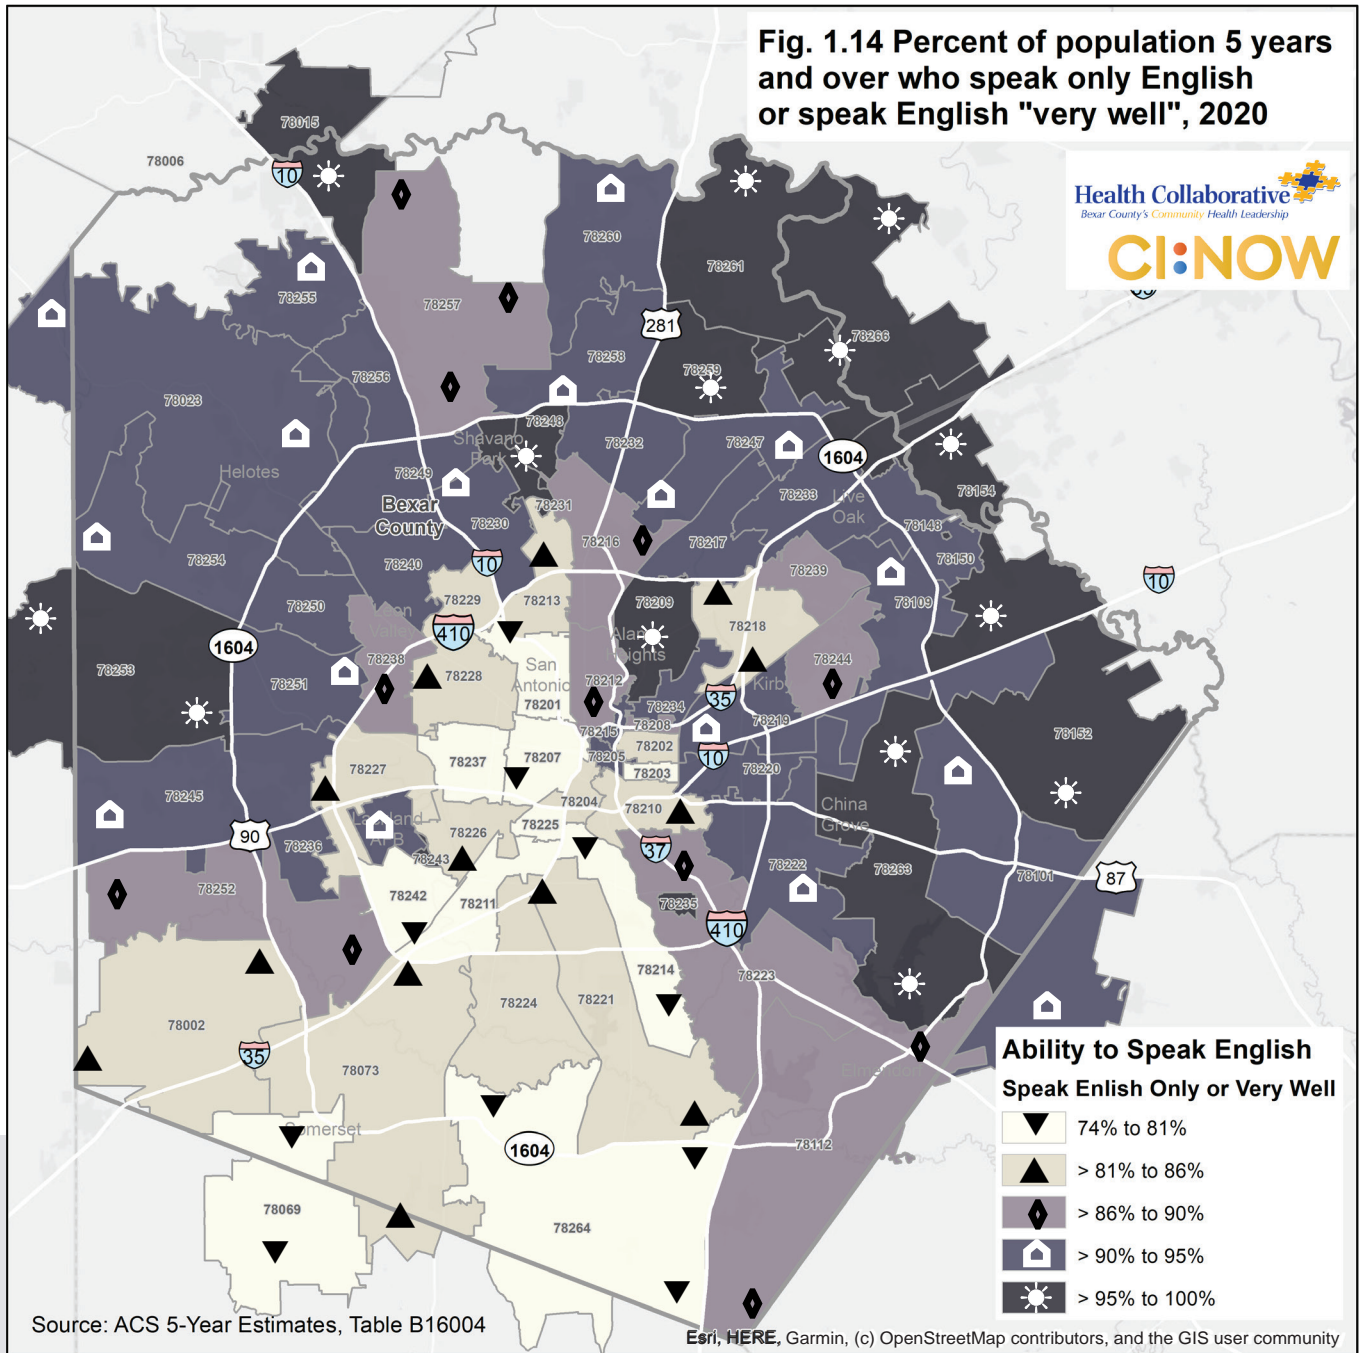 Fig. 1.14 Percent of population 5 years
and over who speak only English
or speak English "very well", 2020
Health Collaborative
Bexar County's Community Health Leadership
CI:NOW
78015
78006
10
78260
78261
78255
78257
281
78266
78258
78259
78256
78023
78248
Shavano
Park
78232
78247
1604
Helotes
78249
78233
Live
Oak
78154
Bexar
County
78230
78231
78148
78216
78217
78150
78254
78240
10
78239
10
78250
78229
78213
78209
78109
Leon
Valley
410
Alamo
Heights
78218
1604
78238
San
Antonio
78244
78253
78228
78212
Kirby
78251
78201
35
78234
78219
78215
78208
78152
78202
78237
78207
78205
10
78227
78203
78220
78245
78204
78210
China
Grove
Lackland
AFB
90
78226
78225
78236
78243
37
78222
78263
78101
87
78252
78242
78211
78235
410
78214
78223
78224
78221
78002
35
78073
Elmendorf
Somerset
1604
78112
78069
78264
Ability to Speak English
Speak Enlish Only or Very Well
74% to 81%
> 81% to 86%
> 86% to 90%
> 90% to 95%
> 95% to 100%
Source: ACS 5-Year Estimates, Table B16004
Esri, HERE, Garmin, (c) OpenStreetMap contributors, and the GIS user community